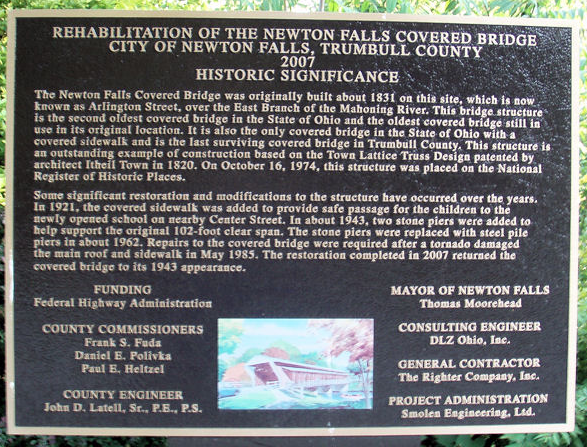 REHABILITATION OF THE NEWTON FALLS COVERED BRIDGE
CITY OF NEWTON FALLS, TRUMBULL COUNTY
2007
HISTORIC SIGNIFICANCE
The Newton Falls Covered Bridge was originally built about 1831 on this site, which is now
known as Arlington Street, over the East Branch of the Mahoning River. This bridge structure
is the second oldest covered bridge in the State of Ohio and the oldest covered bridge still in
use in its original location. It is also the only covered bridge in the State of Ohio with a
covered sidewalk and is the last surviving covered bridge in Trumbull County. This structure is
an outstanding example of construction based on the Town Lattice Truss Design patented by
architect Itheil Town in 1820. On October 16, 1974, this structure was placed on the National
Register of Historic Places.
Some significant restoration and modifications to the structure have occurred over the years.
In 1921, the covered sidewalk was added to provide safe passage for the children to the
newly opened school on nearby Center Street. In about 1943, two stone piers were added to
help support the original 102-foot clear span. The stone piers were replaced with steel pile
piers in about 1962. Repairs to the covered bridge were required after a tornado damaged
the main roof and sidewalk in May 1985. The restoration completed in 2007 returned the
covered bridge to its 1943 appearance.
FUNDING
Federal Highway Administration
COUNTY COMMISSIONERS
Frank S. Fuda
Daniel E. Polivka
Paul E. Heltzel
COUNTY ENGINEER
John D. Latell, Sr., P.E., P.S.
MAYOR OF NEWTON FALLS
Thomas Moorehead
CONSULTING ENGINEER
DLZ Ohio, Inc.
GENERAL CONTRACTOR
The Righter Company, Inc.
PROJECT ADMINISTRATION
Smolen Engineering, Ltd.